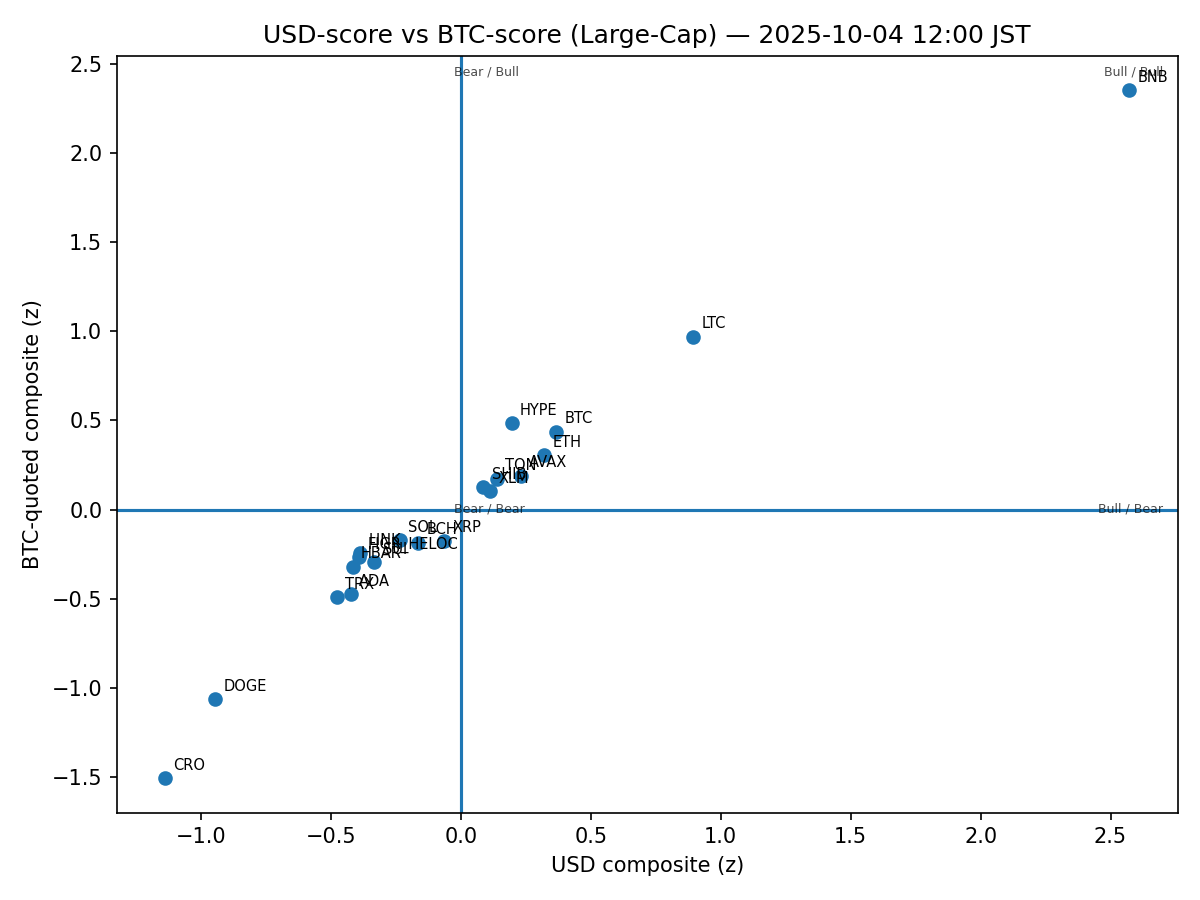 USD-score vs BTC-score (Large-Cap) — 2025-10-04 12:00 JST
BTC-quoted composite (z)
2.5
2.0
1.5
1.0
0.5
0.0
−0.5
−1.0
−1.5
Bear / Bull
Bull / Bull
BNB
LTC
HYPE
BTC
ETH
TON
AVAX
SHIB
XLM
Bear / Bear
Bull / Bear
SOL
BCH
XRP
LINK
HELOC
HBAR
ADA
TRX
DOGE
CRO
−1.0
−0.5
0.0
0.5
1.0
1.5
2.0
2.5
USD composite (z)